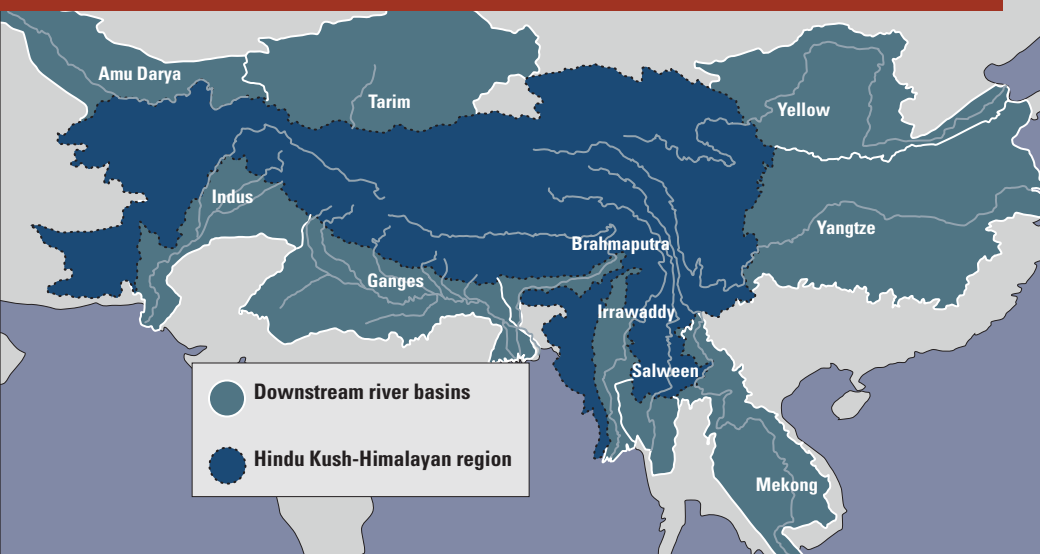 Amu Darya
Tarim
Yellow
Indus
Yangtze
Brahmaputra
Ganges
Irrawaddy
Salween
Downstream river basins
Hindu Kush-Himalayan region
Mekong